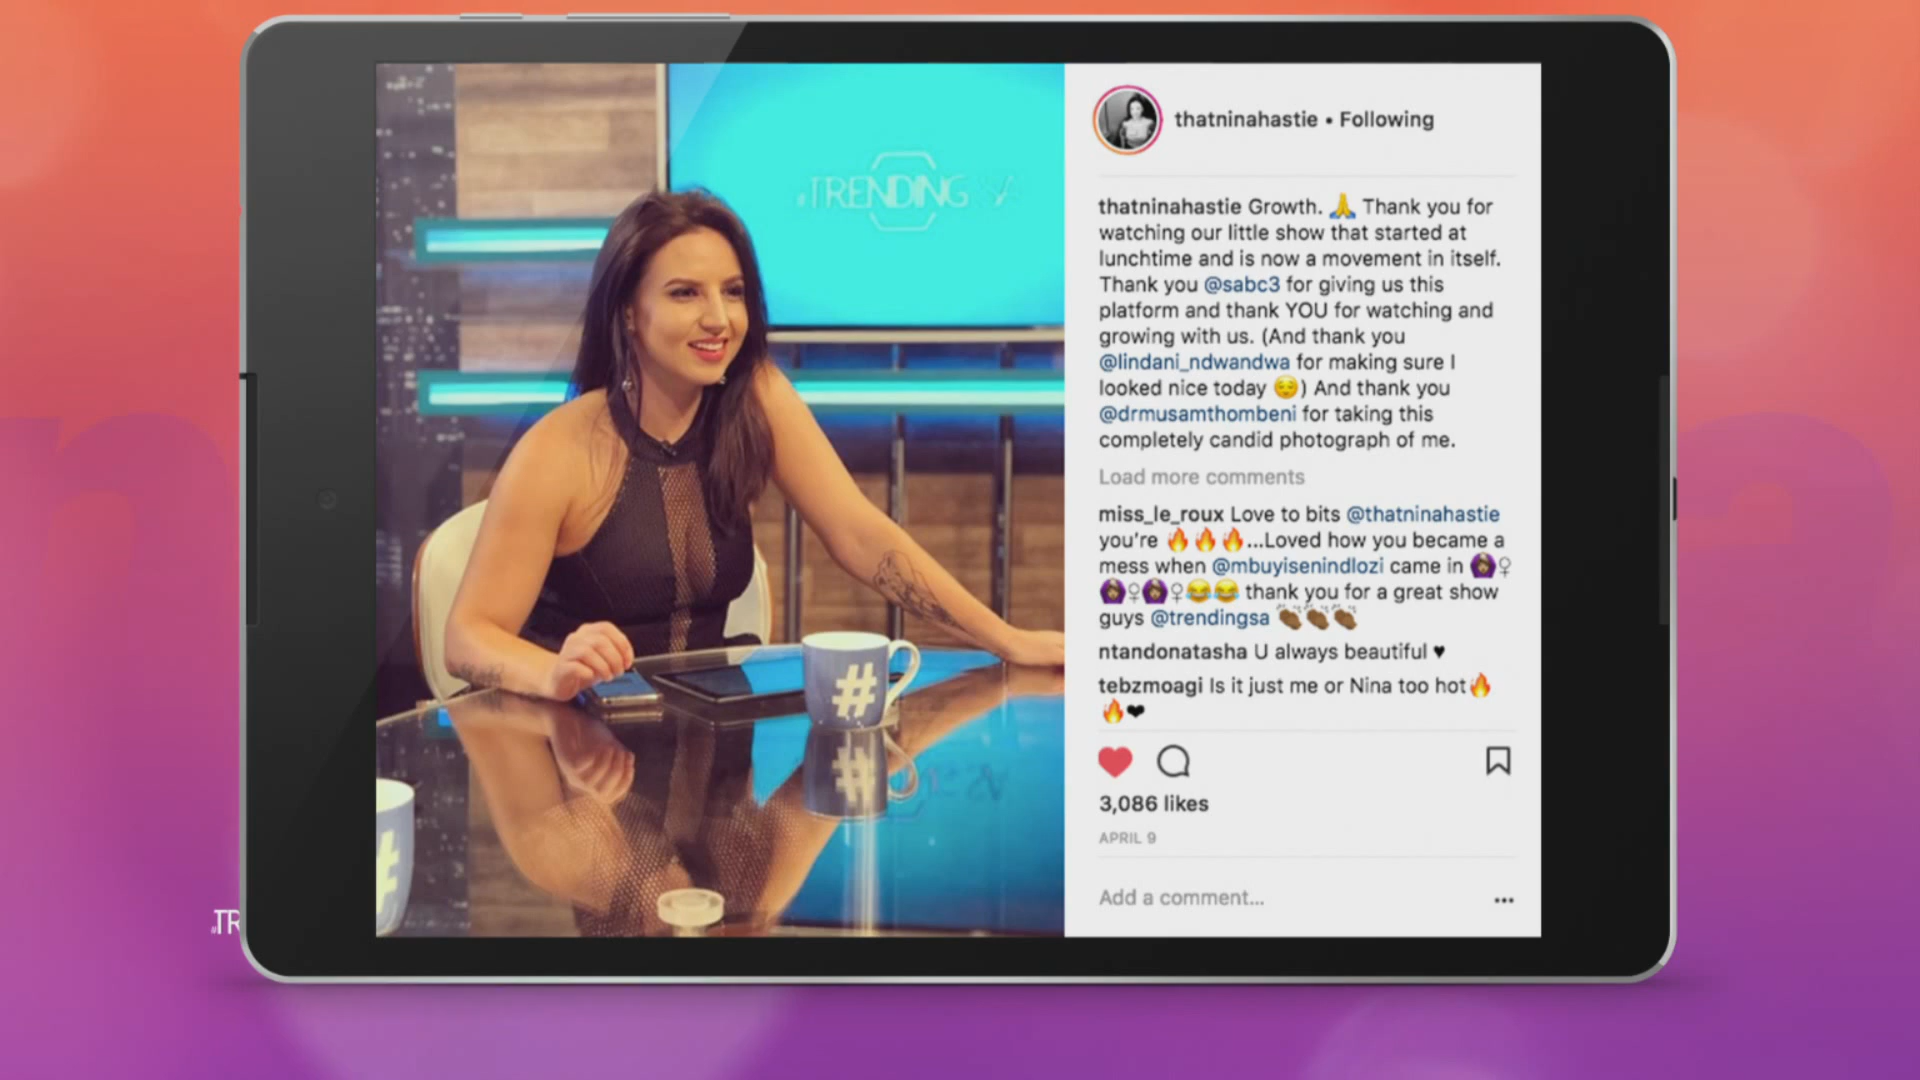 #TRENDING SA
#
#
thatninahastie • Following
thatninahastie Growth. 🙏 Thank you for
watching our little show that started at
lunchtime and is now a movement in itself.
Thank you @sabc3 for giving us this
platform and thank YOU for watching and
growing with us. (And thank you
@lindani_ndwandwa for making sure I
looked nice today 😌) And thank you
@drmusamthombeni for taking this
completely candid photograph of me.
Load more comments
miss_le_roux Love to bits @thatninahastie
you're 🔥🔥🔥...Loved how you became a
mess when @mbuyisenindlozi came in 🙆🏾♀
🙆🏾♀🙆🏾♀😂😂 thank you for a great show
guys @trendingsa 👏🏾👏🏾👏🏾
ntandonatasha U always beautiful ♥
tebzmoagi Is it just me or Nina too hot🔥
🔥❤
3,086 likes
APRIL 9
Add a comment...
#TR